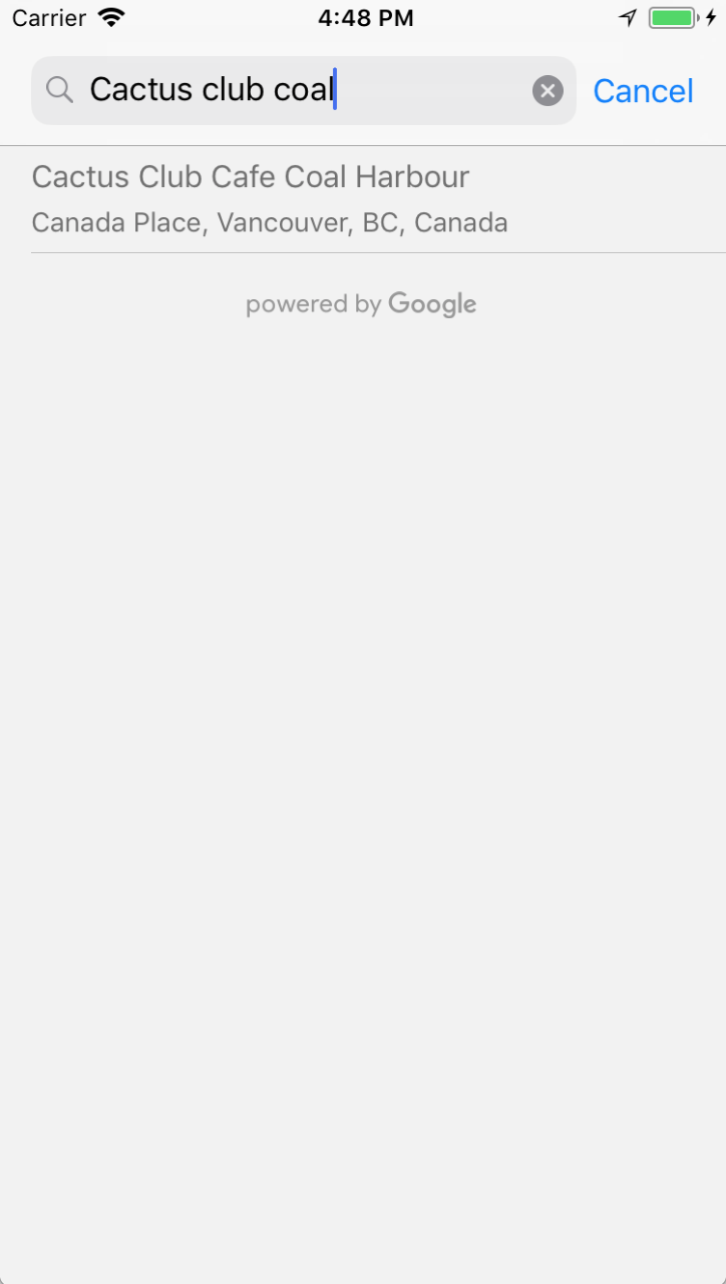 Carrier 4:48 PM
Cactus club coal Cancel
Cactus Club Cafe Coal Harbour
Canada Place, Vancouver, BC, Canada
powered by Google